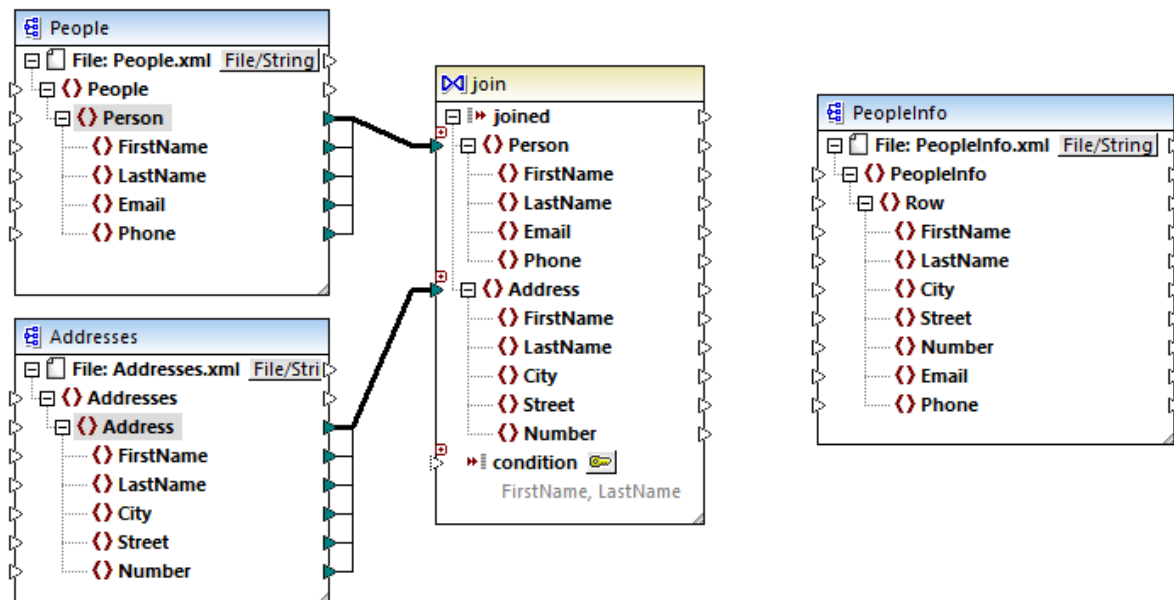 People
File: People.xml File/String
People
Person
FirstName
LastName
Email
Phone
Addresses
File: Addresses.xml File/Stri
Addresses
Address
FirstName
LastName
City
Street
Number
join
joined
Person
FirstName
LastName
Email
Phone
Address
FirstName
LastName
City
Street
Number
condition
FirstName, LastName
PeopleInfo
File: PeopleInfo.xml File/String
PeopleInfo
Row
FirstName
LastName
City
Street
Number
Email
Phone